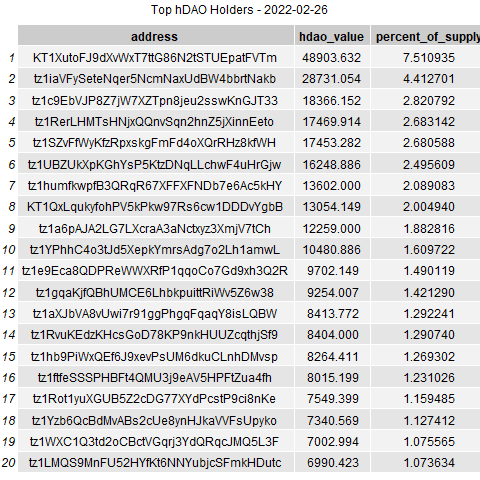 Top hDAO Holders - 2022-02-26
address hdao_value percent_of_supply
1 KT1XutoFJ9dXvWxT7ttG86N2tSTUEpatFVTm 48903.632 7.510935
2 tz1iaVFySeteNqer5NcmNaxUdBW4bbrtNakb 28731.054 4.412701
3 tz1c9EbVJP8Z7jW7XZTpn8jeu2sswKnGJT33 18366.152 2.820792
4 tz1RerLHMTsHNjxQQnvSqn2hnZ5jXinnEeto 17469.914 2.683142
5 tz1SZvFfWyKfzRpxskgFmFd4oXQrRHz8kfWH 17453.282 2.680588
6 tz1UBZUkXpKGhYsP5KtzDNqLLchwF4uHrGjw 16248.886 2.495609
7 tz1humfkwpfB3QRqR67XFFXFNDb7e6Ac5kHY 13602.000 2.089083
8 KT1QxLqukyfohPV5kPkw97Rs6cw1DDDvYgbB 13054.149 2.004940
9 tz1a6pAJA2LG7LXcraA3aNctxyz3XmjV7tCh 12259.000 1.882816
10 tz1YPhhC4o3tJd5XepkYmrsAdg7o2Lh1amwL 10480.886 1.609722
11 tz1e9Eca8QDPReWWXRfP1qqoCo7Gd9xh3Q2R 9702.149 1.490119
12 tz1gqaKjfQBhUMCE6LhbkpuittRiWv5Z6w38 9254.007 1.421290
13 tz1aXJbVA8vUwi7r91ggPhgqFqaqY8isLQBW 8413.772 1.292241
14 tz1RvuKEdzKHcsGoD78KP9nkHUUZcqthjSf9 8404.000 1.290740
15 tz1hb9PiWxQEf6J9xevPsUM6dkuCLnhDMvsp 8264.411 1.269302
16 tz1ftfeSSSPHBFt4QMU3j9eAV5HPFtZua4fh 8015.199 1.231026
17 tz1Rot1yuXGUB5Z2cDG77XYdPcstP9ci8nKe 7549.399 1.159485
18 tz1Yzb6QcBdMvABs2cUe8ynHJkaVVFsUpyko 7340.569 1.127412
19 tz1WXC1Q3td2oCBctVGqrj3YdQRqcJMQ5L3F 7002.994 1.075565
20 tz1LMQS9MnFU52HYfKt6NNYubjcSFmkHDutc 6990.423 1.073634